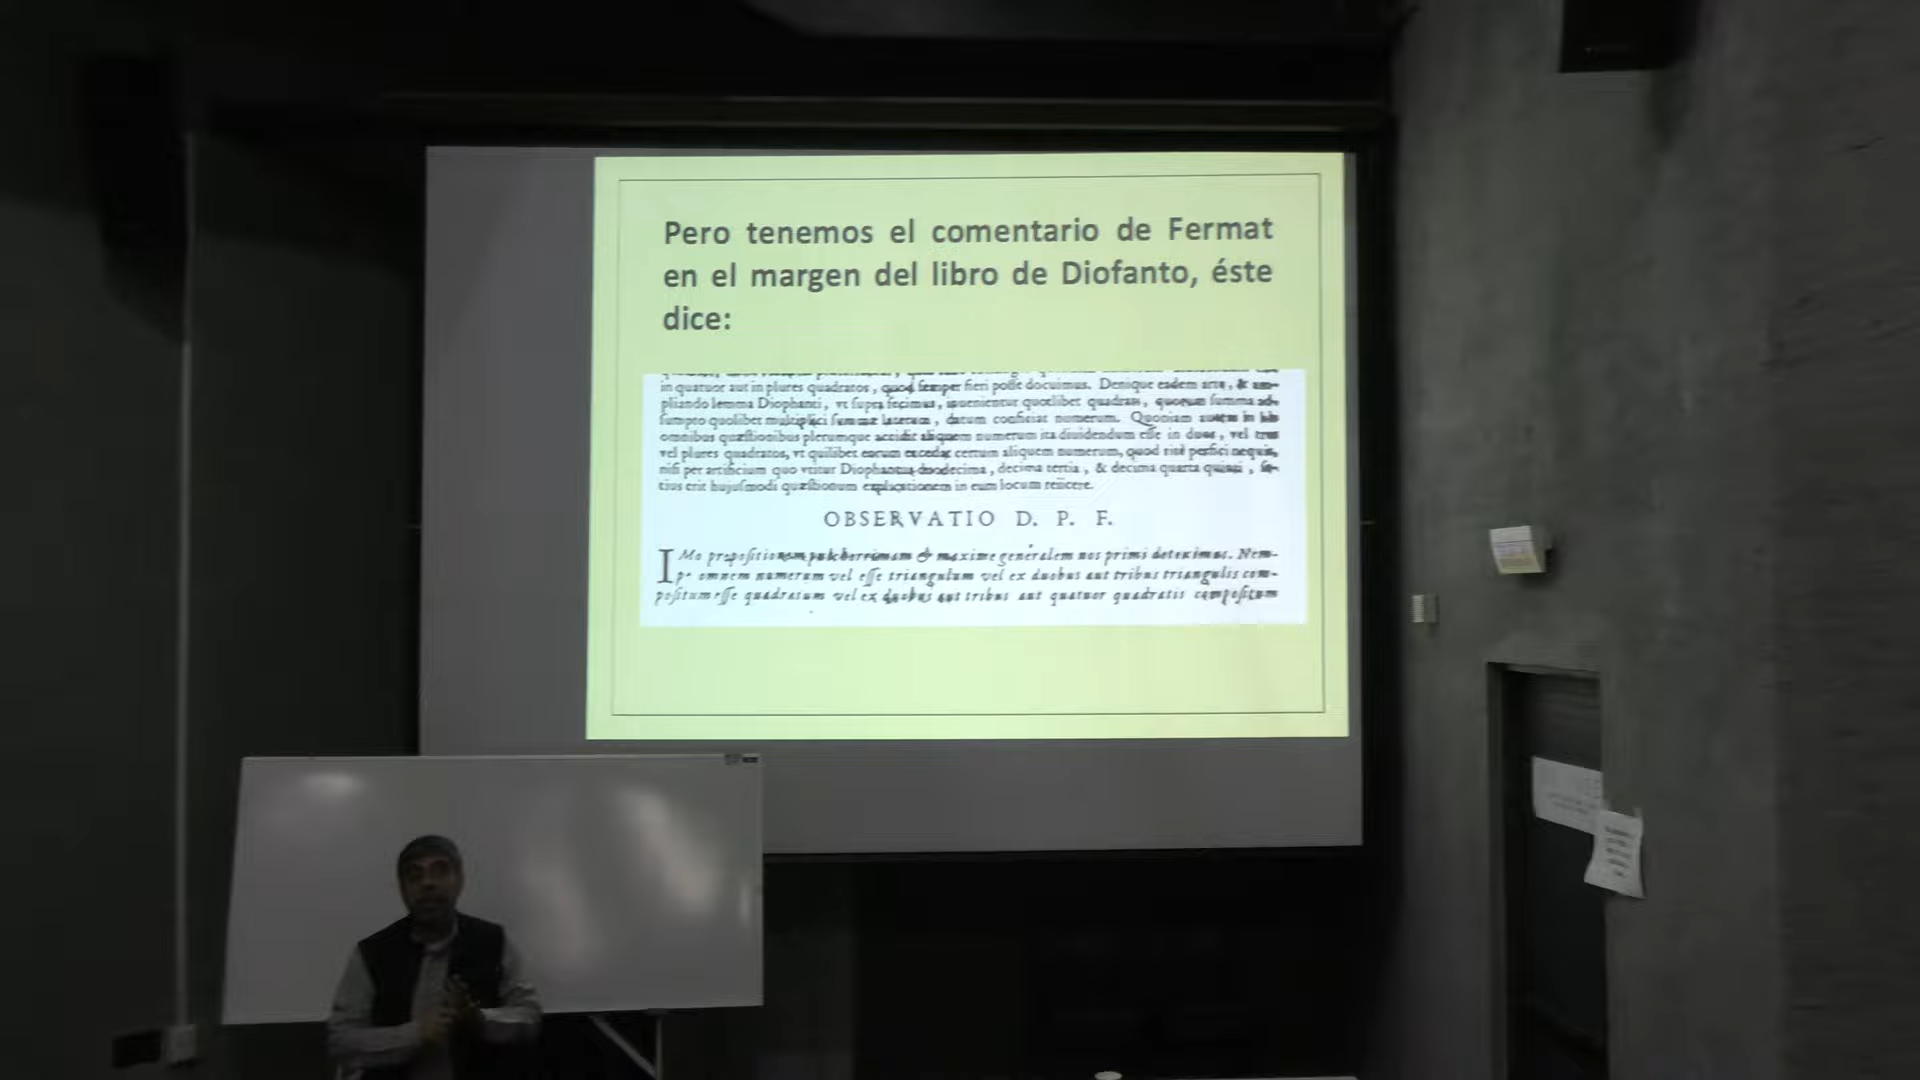 Pero tenemos el comentario de Fermat
en el margen del libro de Diofanto, éste
dice:
in quatuor aut in plures quadratos, quod semper fieri posse docuimus. Denique eadem arte, & am-
pliando lemma Diophanti, vt supra fecimus, inuenientur quotlibet quadrati, quorum summa ad-
sumpto quolibet multiplici summæ laterum, datum conficiat numerum. Quoniam autem in his
omnibus quæstionibus plerumque accidit aliquem numerum ita diuidendum esse in duos, vel tres
vel plures quadratos, vt quilibet eorum excedat certum aliquem numerum, quod ritè perfici nequit,
nisi per artificium quo vtitur Diophantus duodecima, decima tertia, & decima quarta quinti, sa-
tius erit hujusmodi quæstionum explicationem in eum locum reiicere.
OBSERVATIO D. P. F.
IMo propositionem pulcherrimam & maxime generalem nos primi deteximus. Nem-
pe omnem numerum vel esse triangulum vel ex duobus aut tribus triangulis com-
positum esse quadratum vel ex duobus aut tribus aut quatuor quadratis compositum